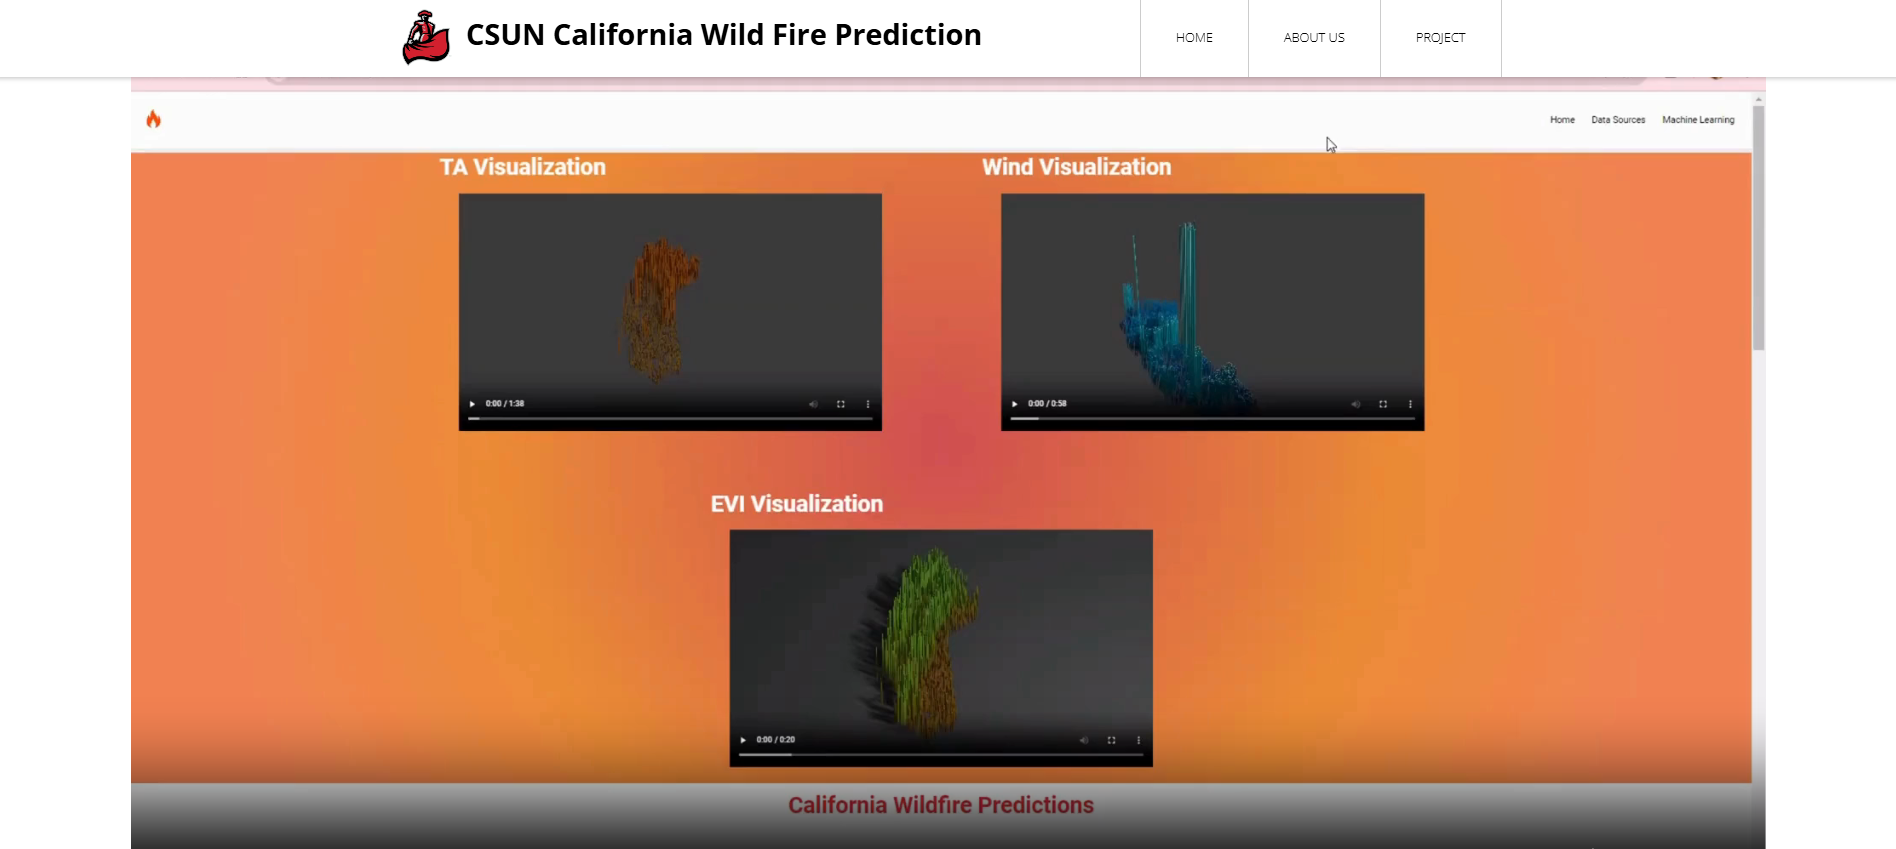 CSUN California Wild Fire Prediction
HOME
ABOUT US
PROJECT
Home
Data Sources
Machine Learning
TA Visualization
Wind Visualization
0:00 / 1:38
0:00 / 0:58
EVI Visualization
0:00 / 0:20
California Wildfire Predictions